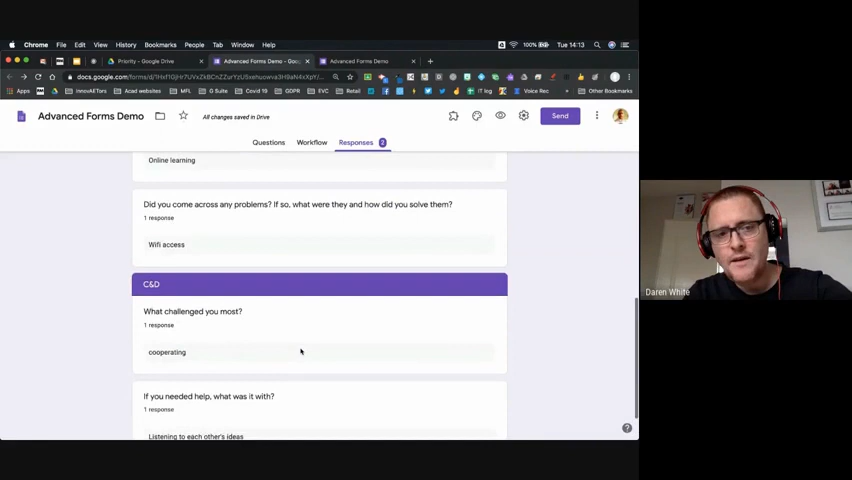 Chrome File Edit View History Bookmarks People Tab Window Help
100% Tue 14:13
Priority - Google Drive
Advanced Forms Demo - Goog
Advanced Forms Demo
docs.google.com/forms/d/
Apps InnovAETors Acad websites MFL G Suite Covid 19 GDPR EVC Retail IT log Voice Rec Other Bookmarks
Advanced Forms Demo All changes saved in Drive Send
Questions Workflow Responses 2
Online learning
Did you come across any problems? If so, what were they and how did you solve them?
1 response
Wifi access
C&D
What challenged you most?
1 response
cooperating
If you needed help, what was it with?
1 response
Listening to each other's ideas
Daren White